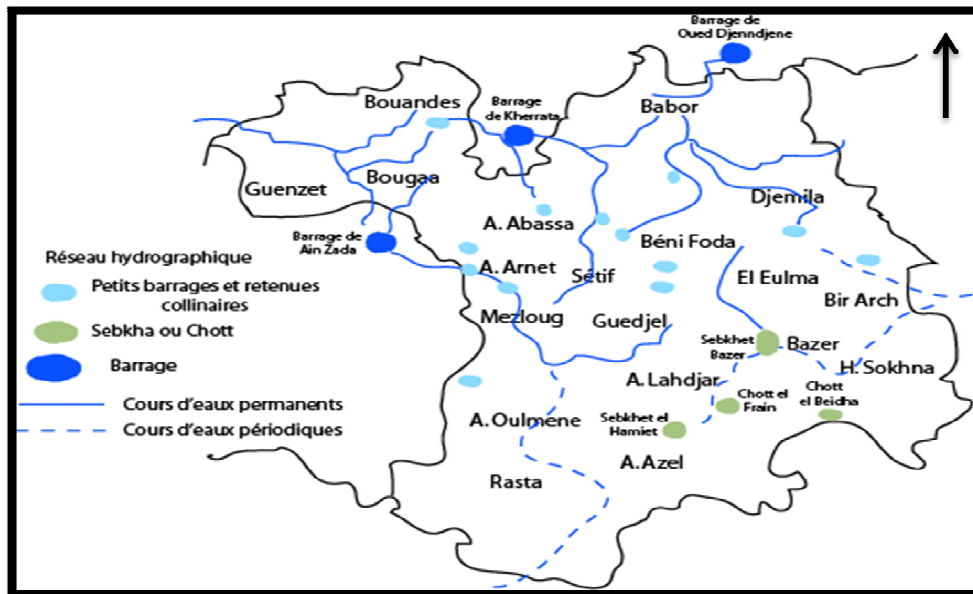 Barrage de
Oued Djenndjene
Bouandes
Barrage
de Kherrata
Babor
Guenzet
Bougaa
Djemila
A. Abassa
Barrage de
Ain Zada
Béni Foda
Réseau hydrographique
A. Arnet
Sétif
El Eulma
Petits barrages et retenues
collinaires
Bir Arch
Mezloug
Guedjel
Sebkha ou Chott
Sebkhet
Bazer
Bazer
Barrage
H. Sokhna
A. Lahdjar
Cours d'eaux permanents
Chott el
Frain
Chott
el Beidha
Cours d'eaux périodiques
A. Oulmene
Sebkhet el
Hamiet
A. Azel
Rasta